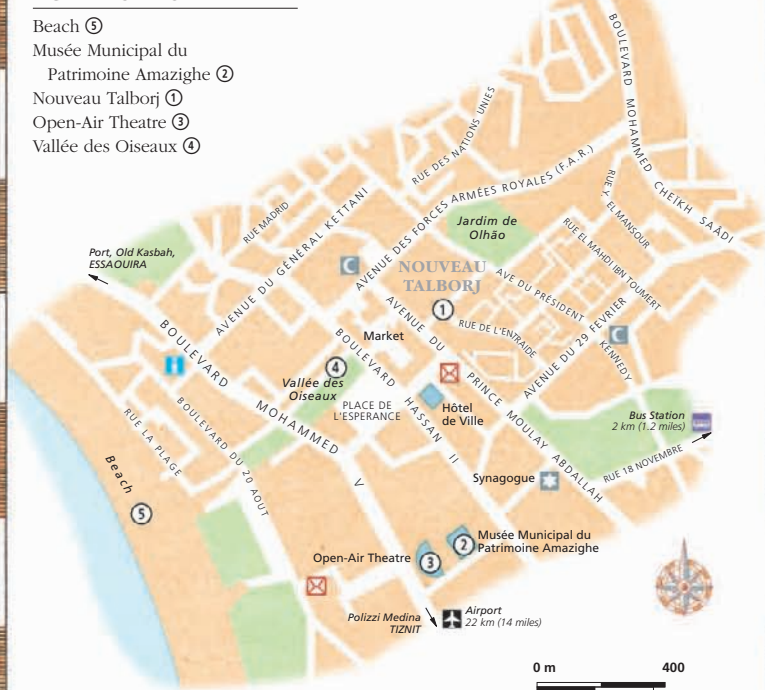 Beach ⑤
Musée Municipal du
Patrimoine Amazighe ②
Nouveau Talborj ①
Open-Air Theatre ③
Vallée des Oiseaux ④
BOULEVARD MOHAMMED CHEIKH SAÂDI
RUE DES NATIONS UNIES
AVENUE DES FORCES ARMÉES ROYALES (F.A.R.)
RUE Y. EL MANSOUR
RUE MADRID
AVENUE DU GÉNÉRAL KETTANI
Jardim de
Olhão
RUE EL MAHDI IBN TOUMERT
Port, Old Kasbah,
ESSAOUIRA
NOUVEAU
TALBORJ
①
AVE DU PRÉSIDENT KENNEDY
RUE DE L'ENTRAIDE
AVENUE DU 29 FEVRIER
AVENUE DU PRINCE MOULAY ABDALLAH
Market
BOULEVARD HASSAN II
BOULEVARD MOHAMMED V
④
Vallée des
Oiseaux
PLACE DE
L'ESPERANCE
Hôtel
de Ville
RUE LA PLAGE
BOULEVARD DU 20 AOUT
Bus Station
2 km (1.2 miles)
RUE 18 NOVEMBRE
Beach
⑤
Synagogue
Musée Municipal du
Patrimoine Amazighe
②
Open-Air Theatre
③
Polizzi Medina
TIZNIT
Airport
22 km (14 miles)
0 m 400